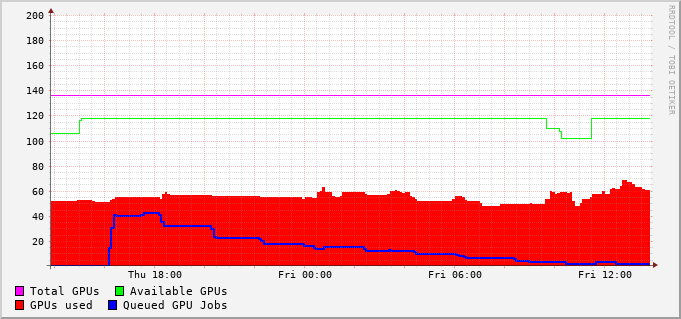 200
180
160
140
120
100
80
60
40
20
Thu 18:00 Fri 00:00 Fri 06:00 Fri 12:00
Total GPUs Available GPUs
GPUs used Queued GPU Jobs
RRDTOOL / TOBI OETIKER